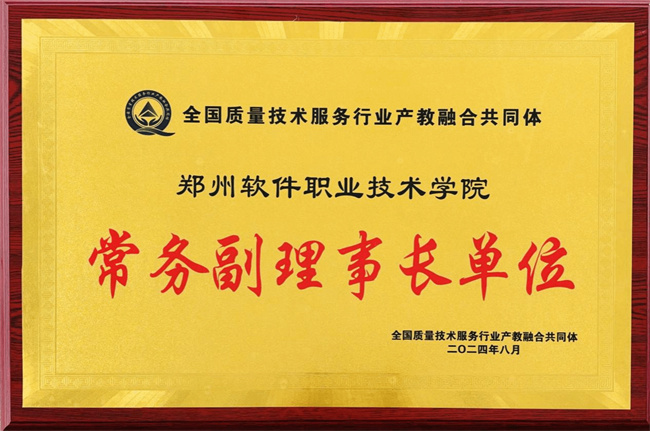 全国质量技术服务行业产教融合共同体
郑州软件职业技术学院
常务副理事长单位
全国质量技术服务行业产教融合共同体
二〇二四年八月